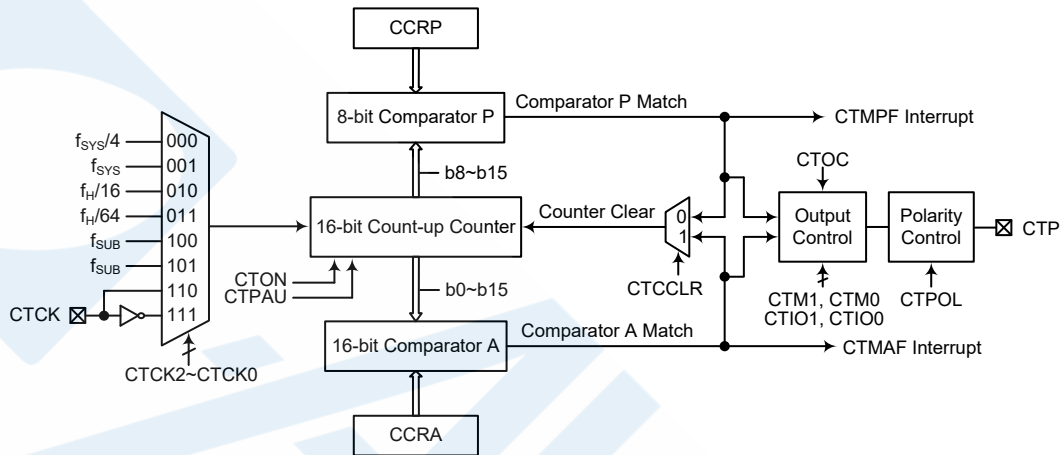 CCRP
8-bit Comparator P
Comparator P Match
CTMPF Interrupt
b8~b15
fSYS/4
000
fSYS
001
fH/16
010
fH/64
011
fSUB
100
fSUB
101
110
CTCK
111
CTCK2~CTCK0
16-bit Count-up Counter
CTON
CTPAU
Counter Clear
0
1
CTCCLR
CTOC
Output
Control
CTM1, CTM0
CTIO1, CTIO0
Polarity
Control
CTPOL
CTP
b0~b15
16-bit Comparator A
Comparator A Match
CTMAF Interrupt
CCRA